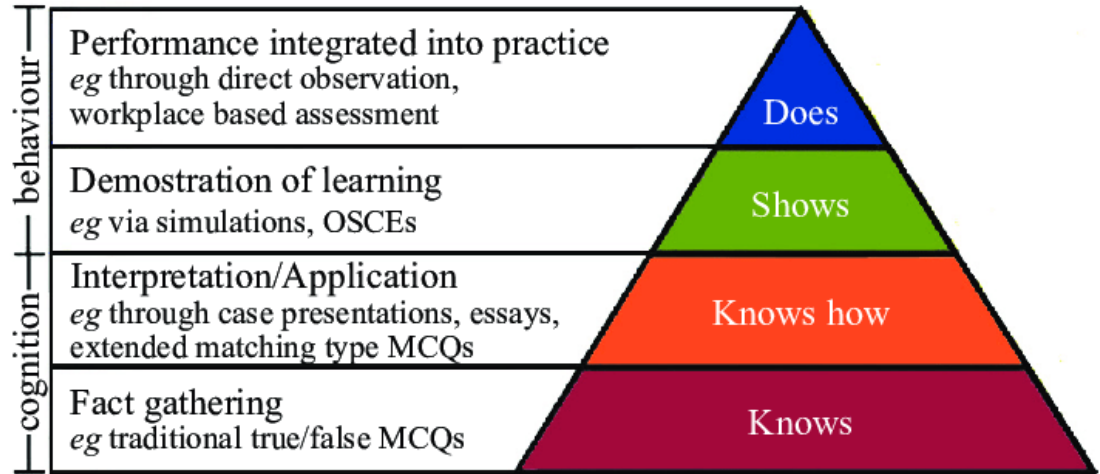 behaviour
cognition
Performance integrated into practice
eg through direct observation,
workplace based assessment
Does
Demostration of learning
eg via simulations, OSCEs
Shows
Interpretation/Application
eg through case presentations, essays,
extended matching type MCQs
Knows how
Fact gathering
eg traditional true/false MCQs
Knows